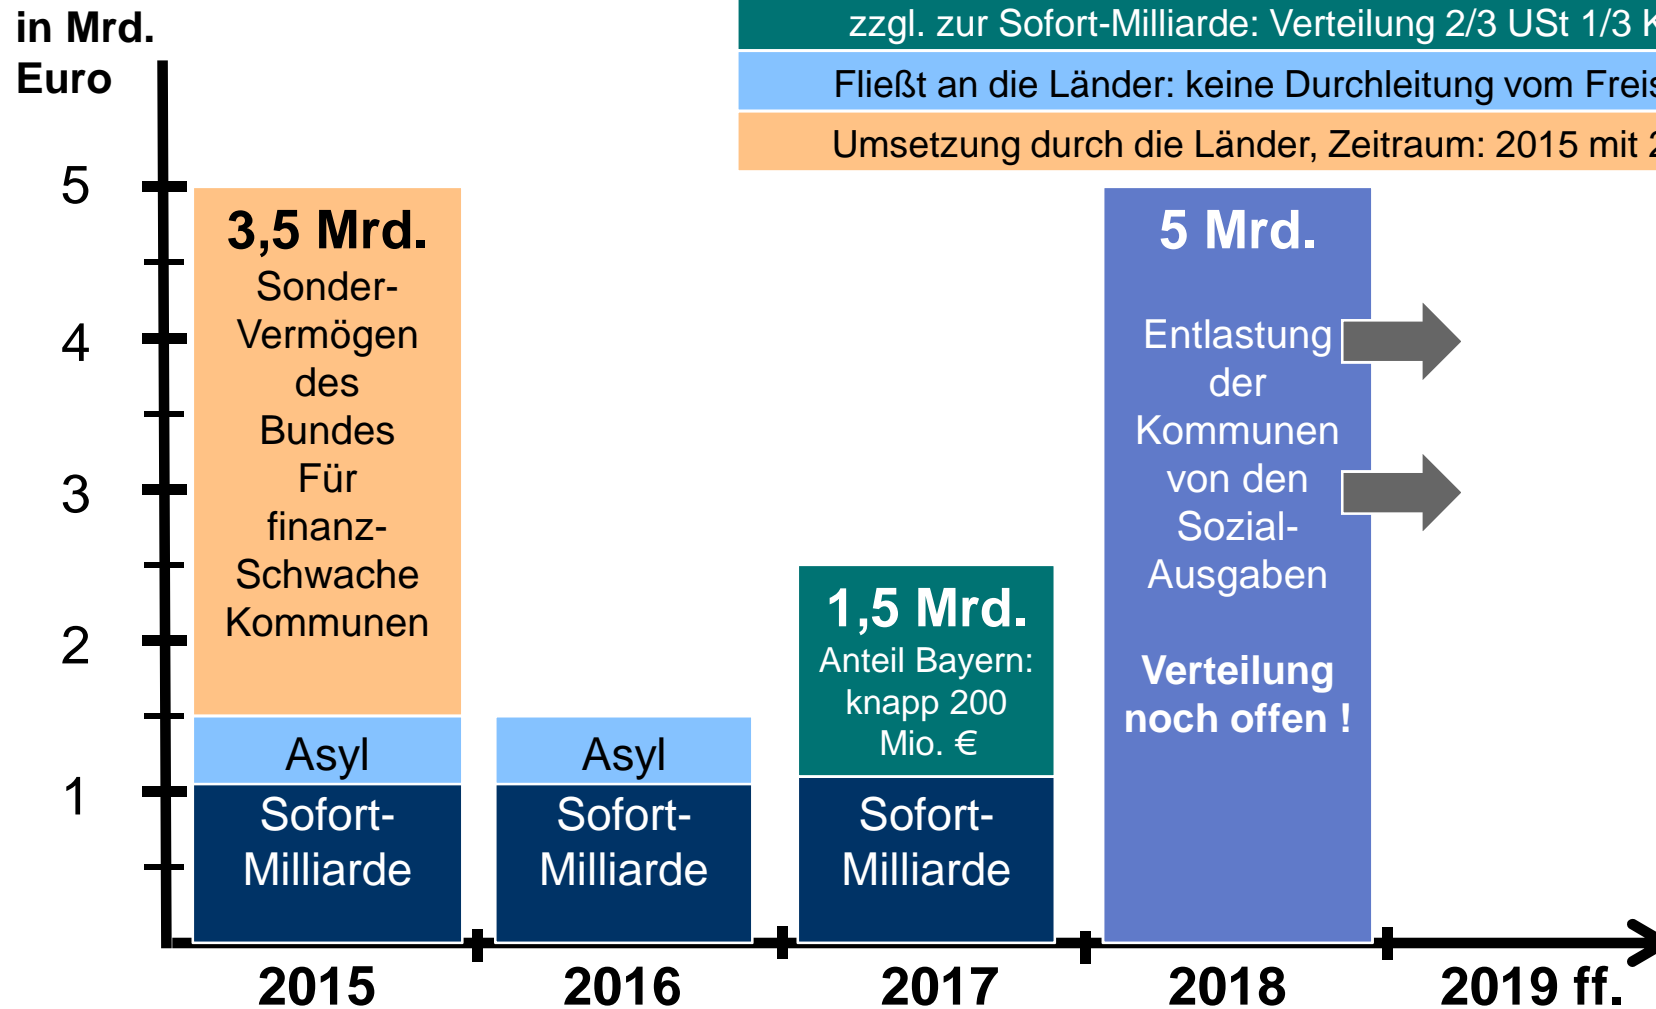 in Mrd.
Euro
zzgl. zur Sofort-Milliarde: Verteilung 2/3 USt 1/3
Fließt an die Länder: keine Durchleitung vom
Umsetzung durch die Länder, Zeitraum: 2015 mit
5
4
3
2
1
3,5 Mrd.
Sonder-
Vermögen
des
Bundes
Für
finanz-
Schwache
Kommunen
Asyl
Sofort-
Milliarde
Asyl
Sofort-
Milliarde
1,5 Mrd.
Anteil Bayern:
knapp 200
Mio. €
Sofort-
Milliarde
5 Mrd.
Entlastung
der
Kommunen
von den
Sozial-
Ausgaben
Verteilung
noch offen !
2015
2016
2017
2018
2019 ff.